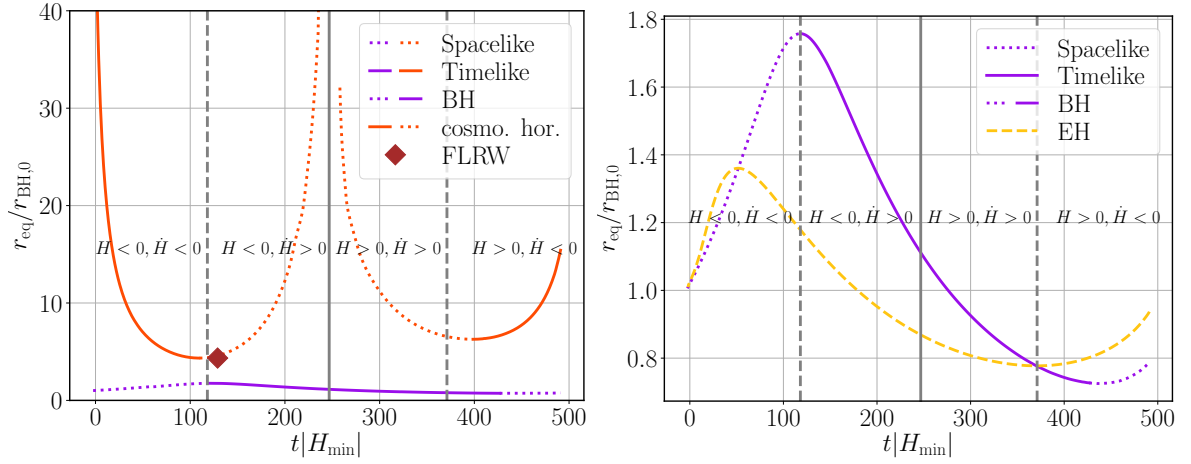 40
30
20
10
0
r_eq/r_BH,0
Spacelike
Timelike
BH
cosmo. hor.
FLRW
H < 0, Ḣ < 0
H < 0, Ḣ > 0
H > 0, Ḣ > 0
H > 0, Ḣ < 0
0 100 200 300 400 500
t|H_min|
1.8
1.6
1.4
1.2
1.0
0.8
r_eq/r_BH,0
Spacelike
Timelike
BH
EH
H < 0, Ḣ < 0
H < 0, Ḣ > 0
H > 0, Ḣ > 0
H > 0, Ḣ < 0
0 100 200 300 400 500
t|H_min|